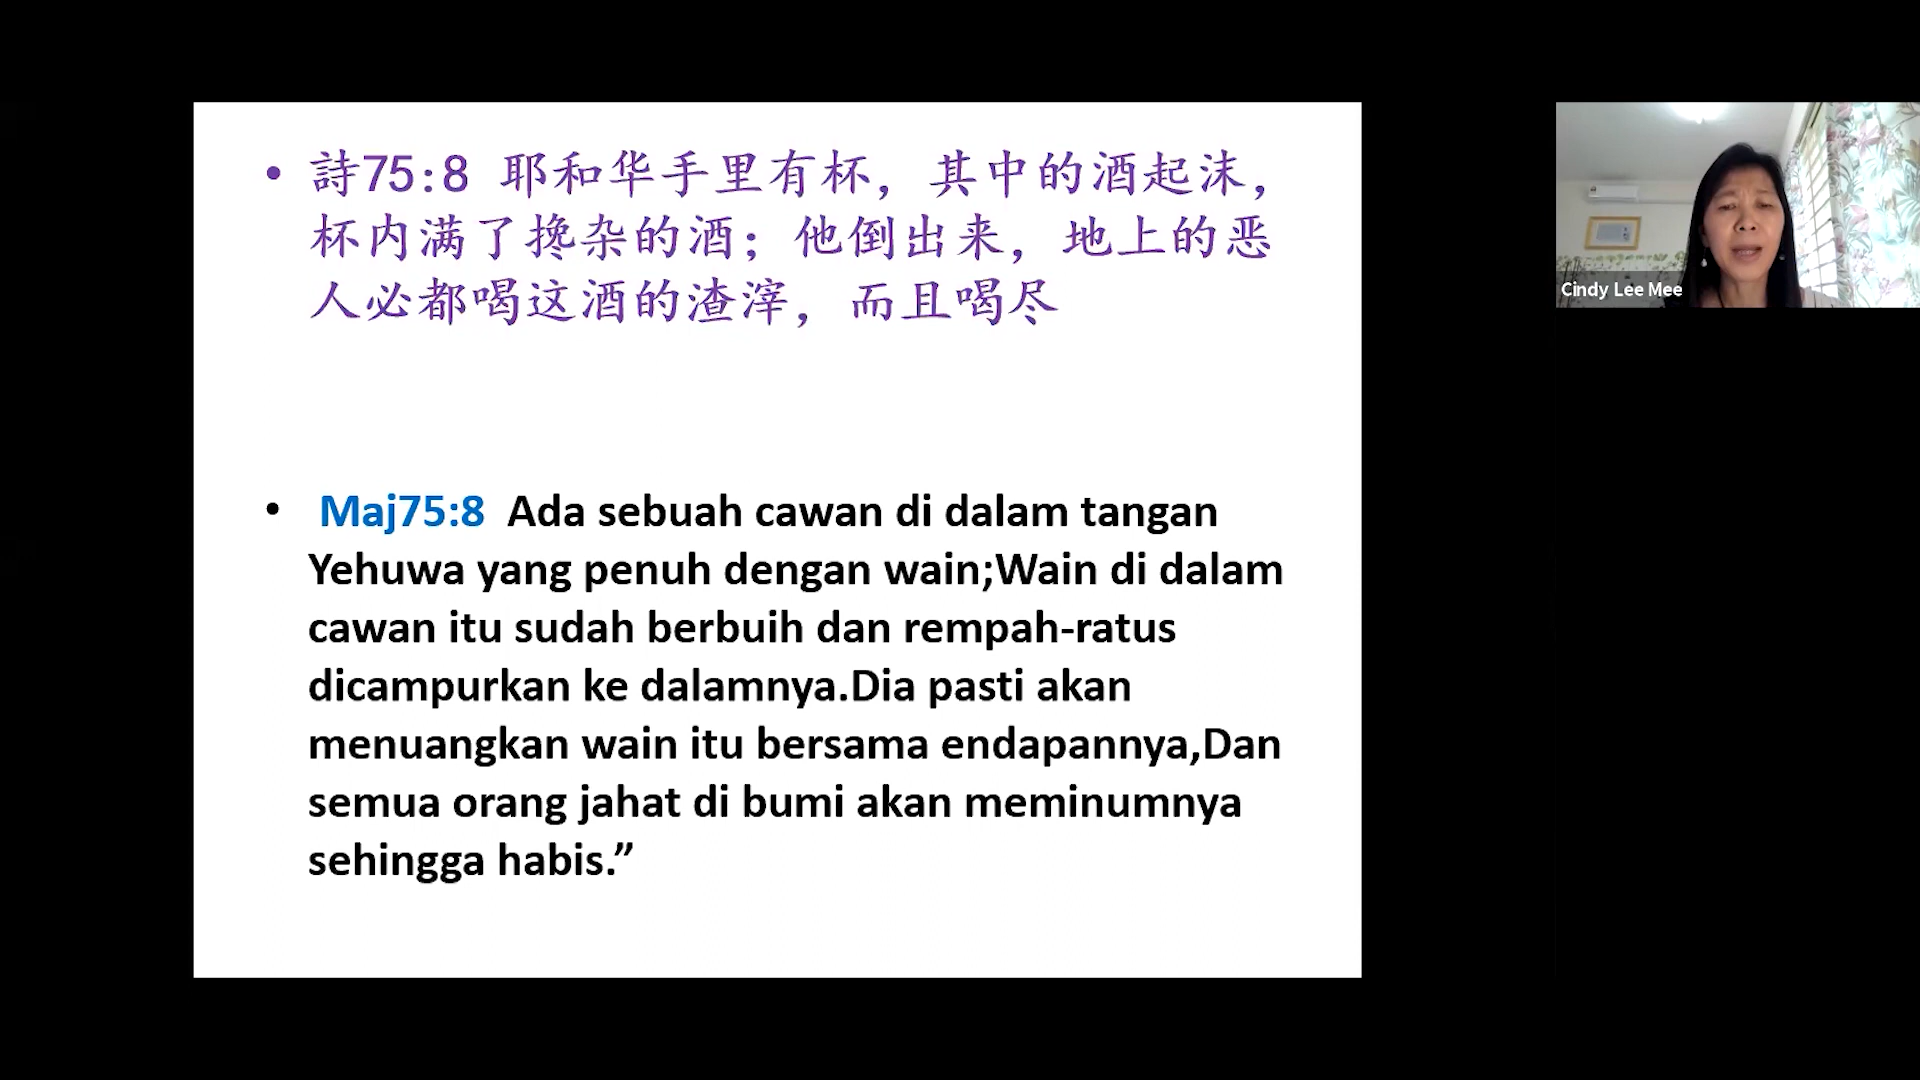 • 詩75:8 耶和华手里有杯，其中的酒起沫，
杯内满了搀杂的酒；他倒出来，地上的恶
人必都喝这酒的渣滓，而且喝尽
• Maj75:8 Ada sebuah cawan di dalam tangan
Yehuwa yang penuh dengan wain;Wain di dalam
cawan itu sudah berbuih dan rempah-ratus
dicampurkan ke dalamnya.Dia pasti akan
menuangkan wain itu bersama endapannya,Dan
semua orang jahat di bumi akan meminumnya
sehingga habis.”
Cindy Lee Mee